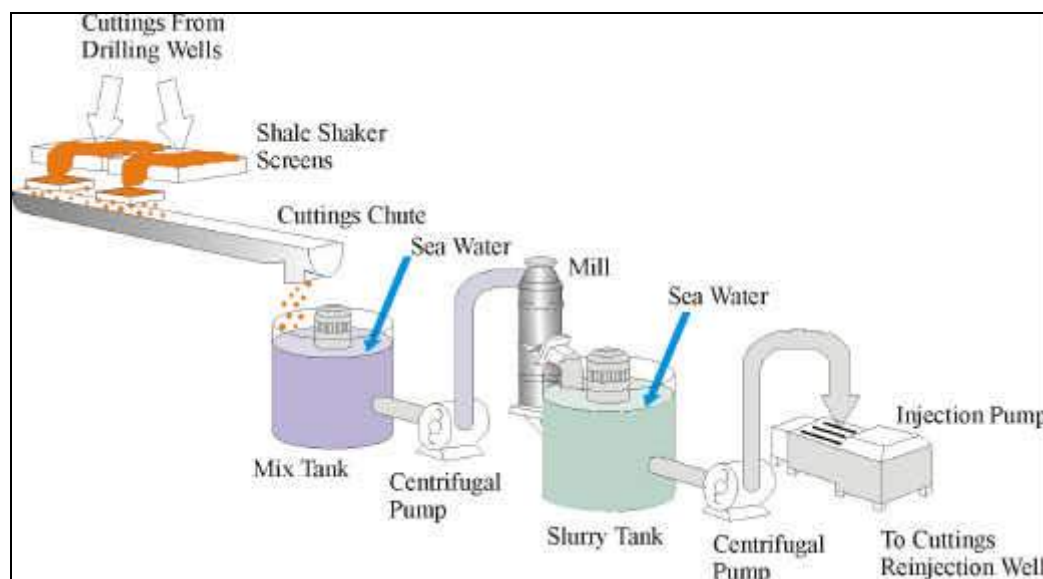 Cuttings From
Drilling Wells
Shale Shaker
Screens
Cuttings Chute
Sea Water
Mill
Sea Water
Injection Pump
Mix Tank
Centrifugal
Pump
Slurry Tank
Centrifugal
Pump
To Cuttings
Reinjection Well